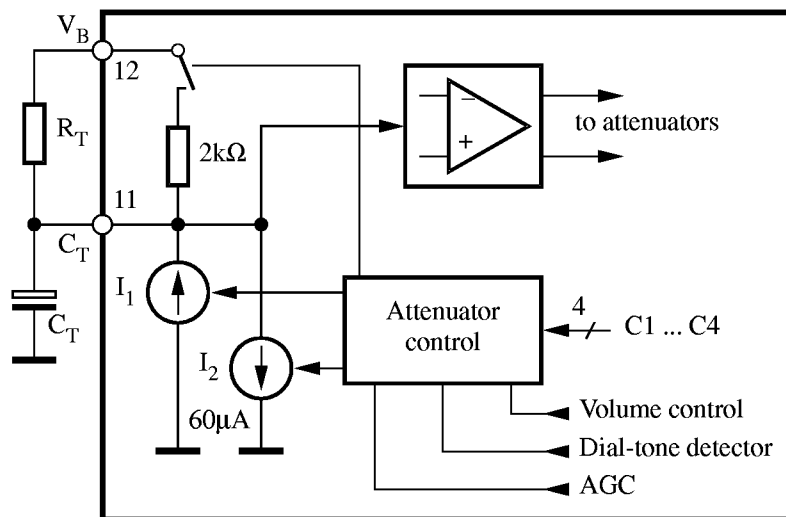 V_B
12
R_T
2kΩ
−
+
to attenuators
11
C_T
I_1
C_T
Attenuator
control
4
C1 ... C4
I_2
60μA
Volume control
Dial-tone detector
AGC